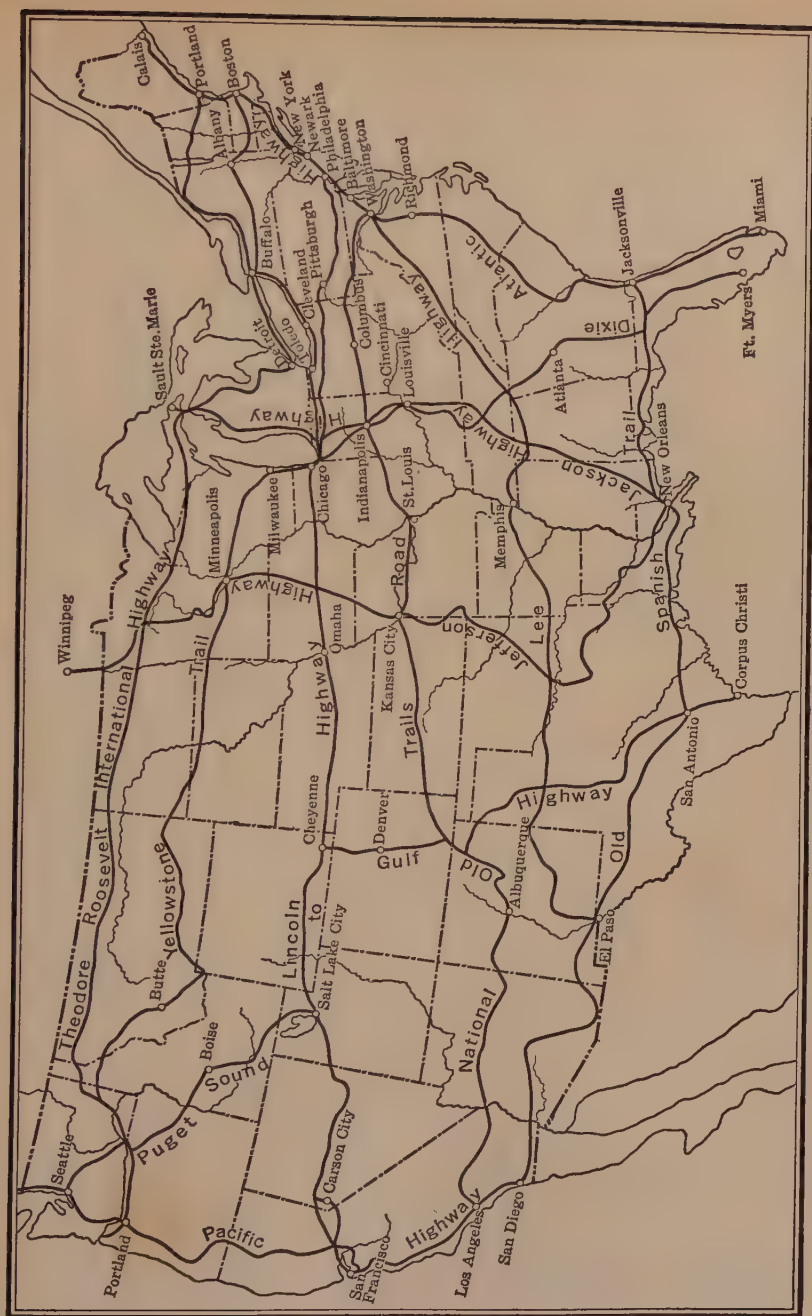 Calais
Portland
Boston
Albany
Highway
New York
Newark
Philadelphia
Baltimore
Washington
Richmond
Buffalo
Cleveland
Pittsburgh
Detroit
Toledo
Columbus
Cincinnati
Louisville
Sault Ste. Marie
Highway
Highway
Atlantic
Jacksonville
Miami
Ft. Myers
Dixie
Atlanta
Trail
New Orleans
Highway
Jackson
Milwaukee
Chicago
Indianapolis
St. Louis
Memphis
Minneapolis
Highway
Winnipeg
Theodore Roosevelt International Highway
Yellowstone Trail
Omaha
Kansas City
Jefferson
Lee
Highway
Spanish
Corpus Christi
San Antonio
Old
Lincoln Highway
Cheyenne
Denver
to
Gulf
Highway
National
Old
Trails
Road
Albuquerque
El Paso
Butte
Boise
Salt Lake City
Puget
Sound
Seattle
Portland
Pacific
Highway
Carson City
San
Francisco
Los Angeles
San Diego